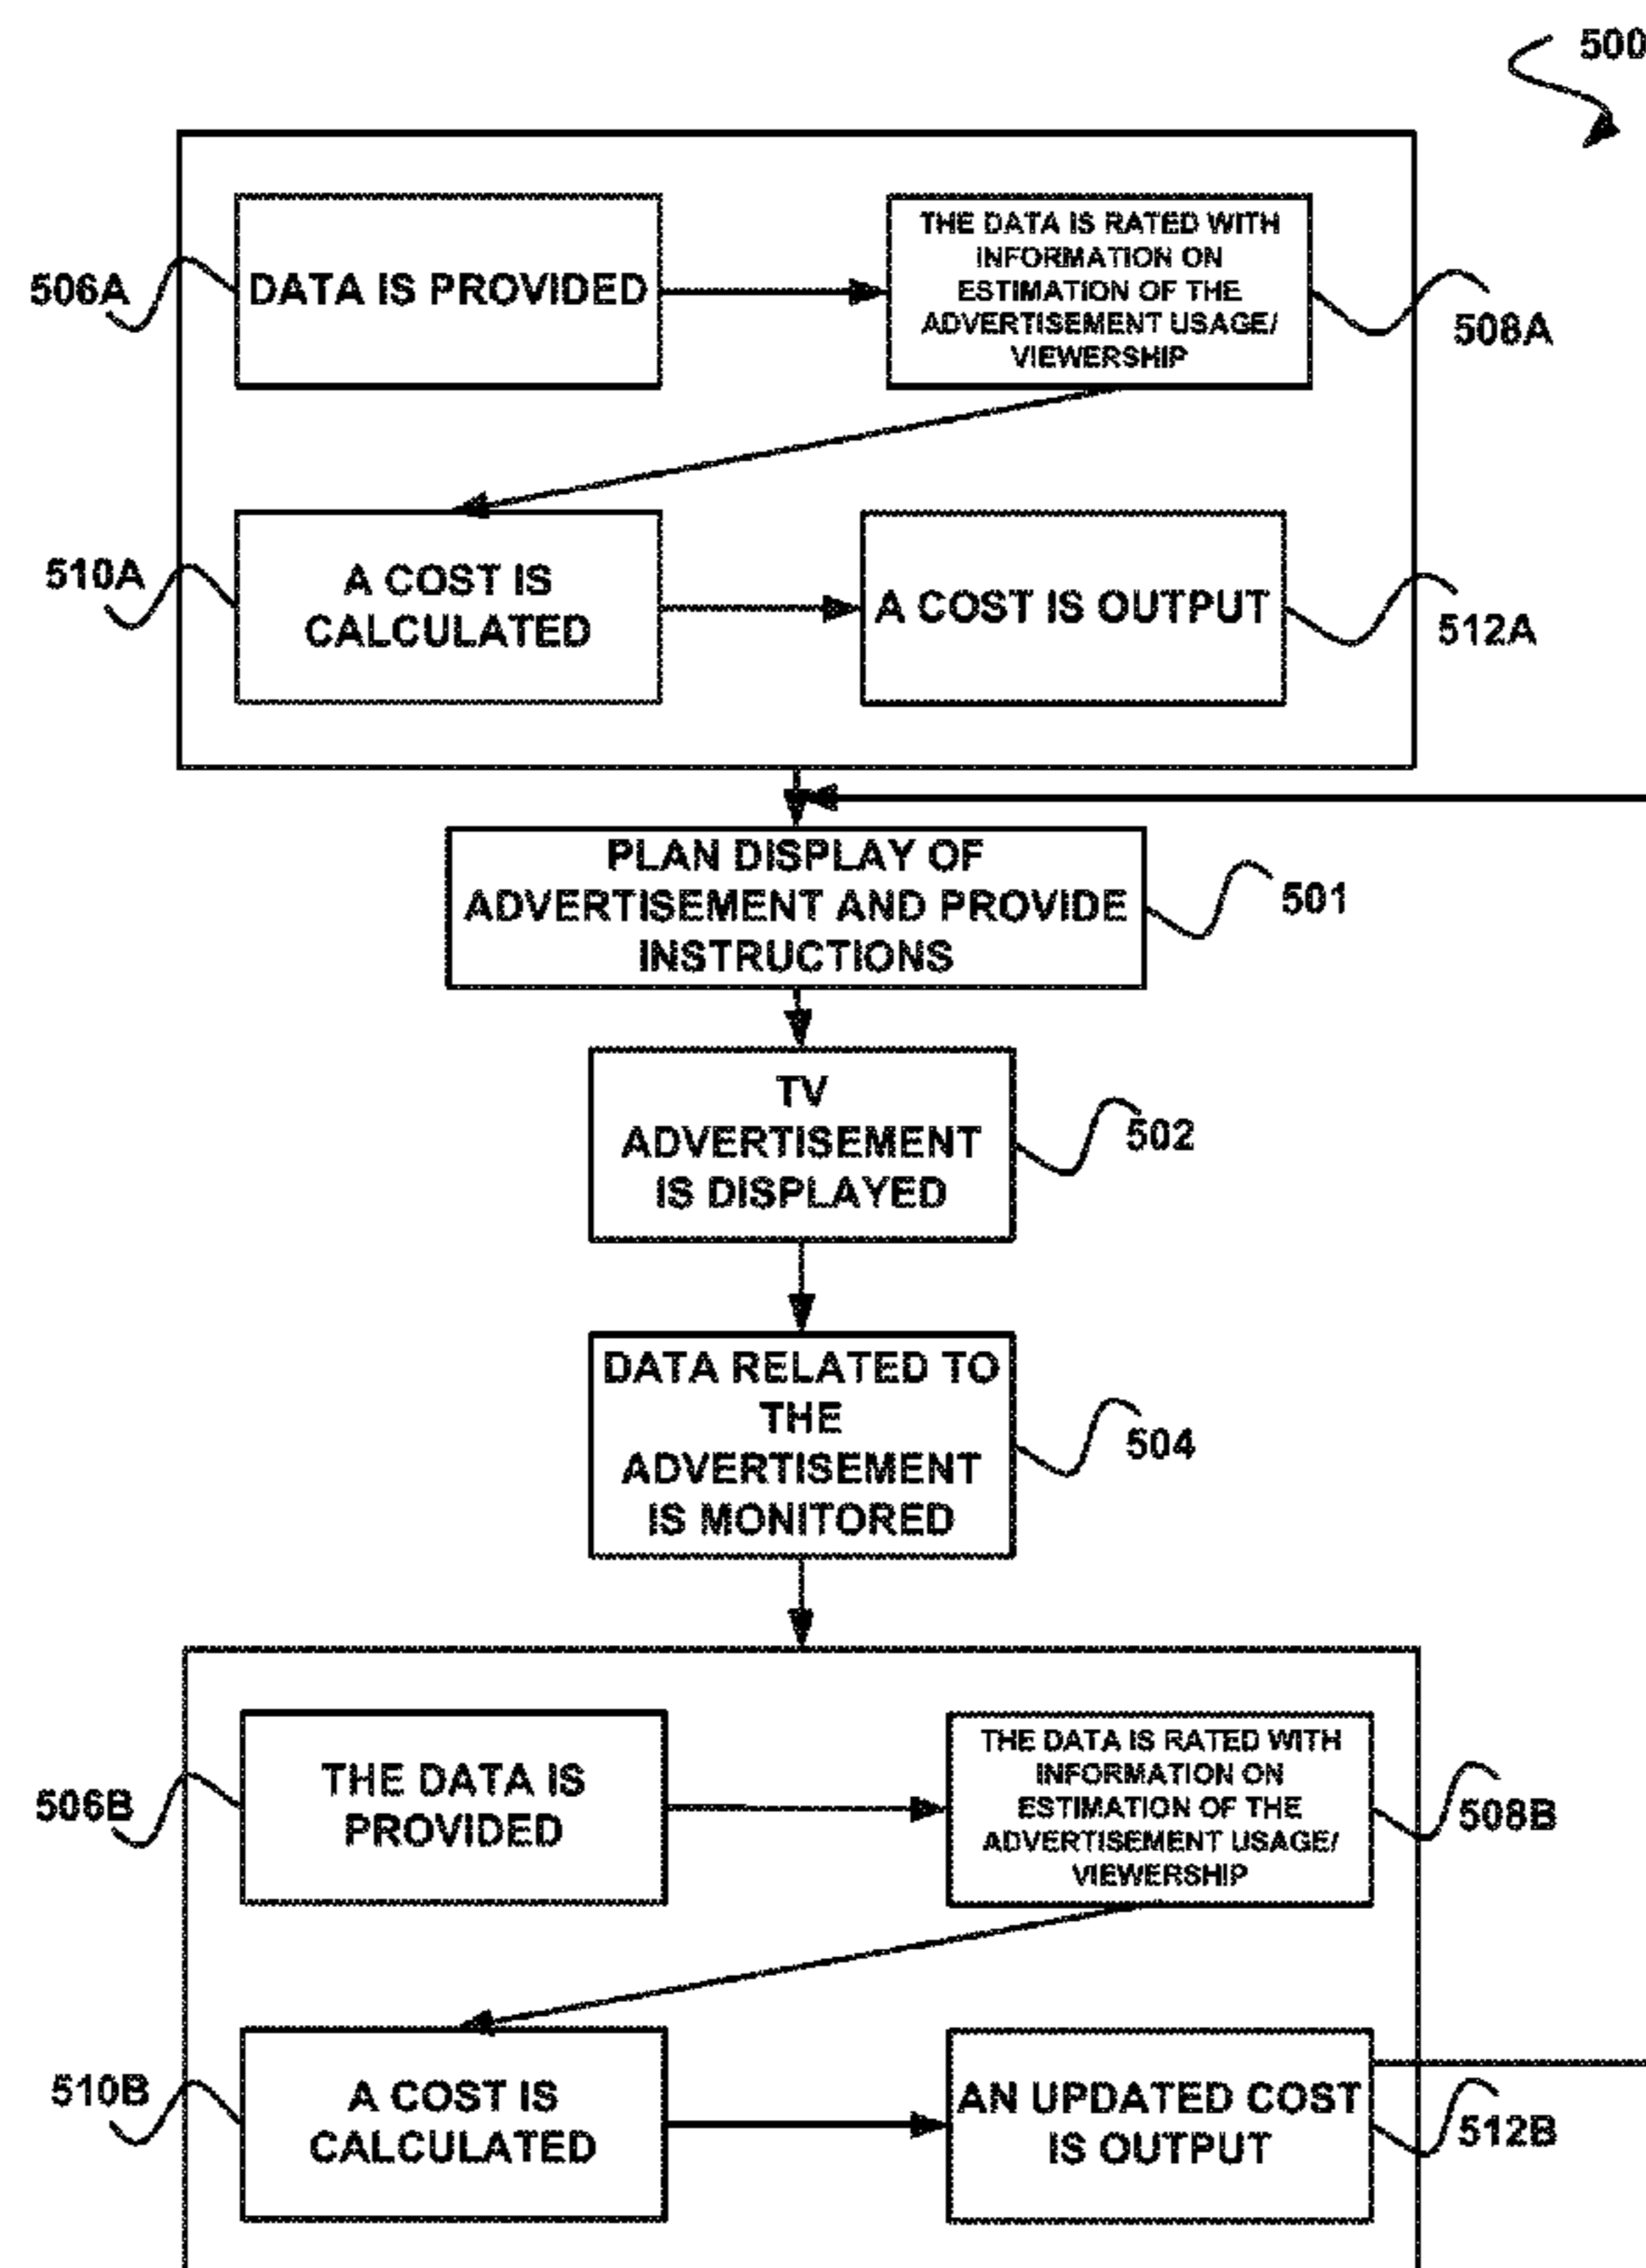 500
506A
DATA IS PROVIDED
THE DATA IS RATED WITH
INFORMATION ON
ESTIMATION OF THE
ADVERTISEMENT USAGE/
VIEWERSHIP
508A
510A
A COST IS
CALCULATED
A COST IS OUTPUT
512A
PLAN DISPLAY OF
ADVERTISEMENT AND PROVIDE
INSTRUCTIONS
501
TV
ADVERTISEMENT
IS DISPLAYED
502
DATA RELATED TO
THE
ADVERTISEMENT
IS MONITORED
504
506B
THE DATA IS
PROVIDED
THE DATA IS RATED WITH
INFORMATION ON
ESTIMATION OF THE
ADVERTISEMENT USAGE/
VIEWERSHIP
508B
510B
A COST IS
CALCULATED
AN UPDATED COST
IS OUTPUT
512B